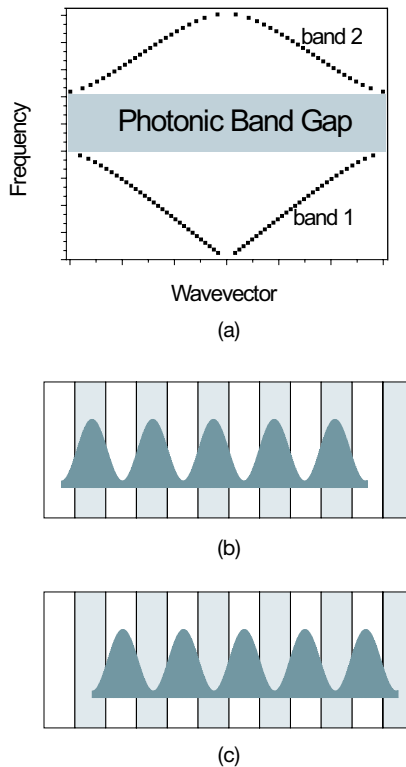 band 2
Photonic Band Gap
band 1
Frequency
Wavevector
(a)
(b)
(c)